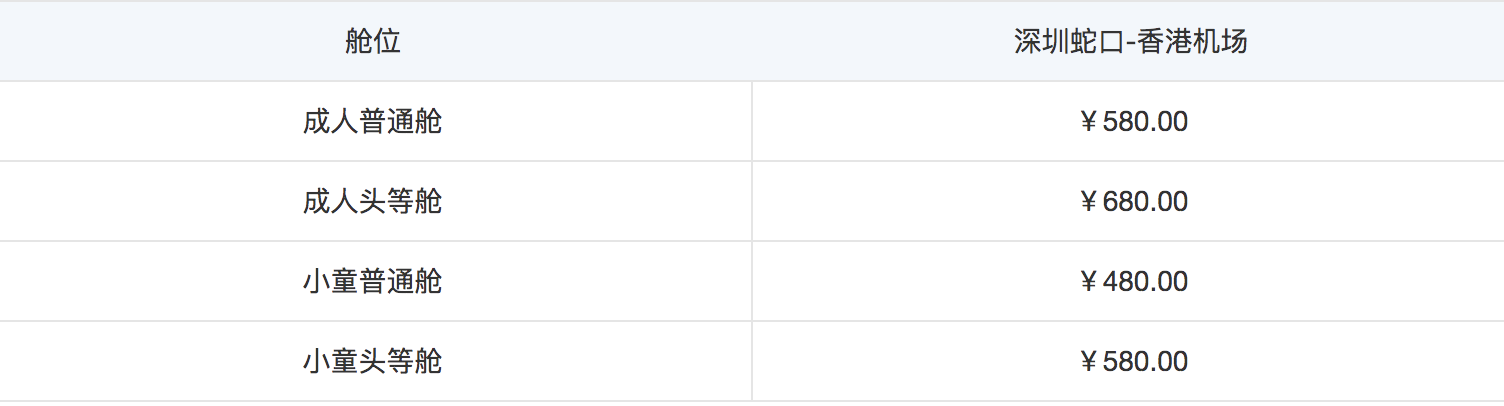 舱位 深圳蛇口-香港机场
成人普通舱 ￥580.00
成人头等舱 ￥680.00
小童普通舱 ￥480.00
小童头等舱 ￥580.00